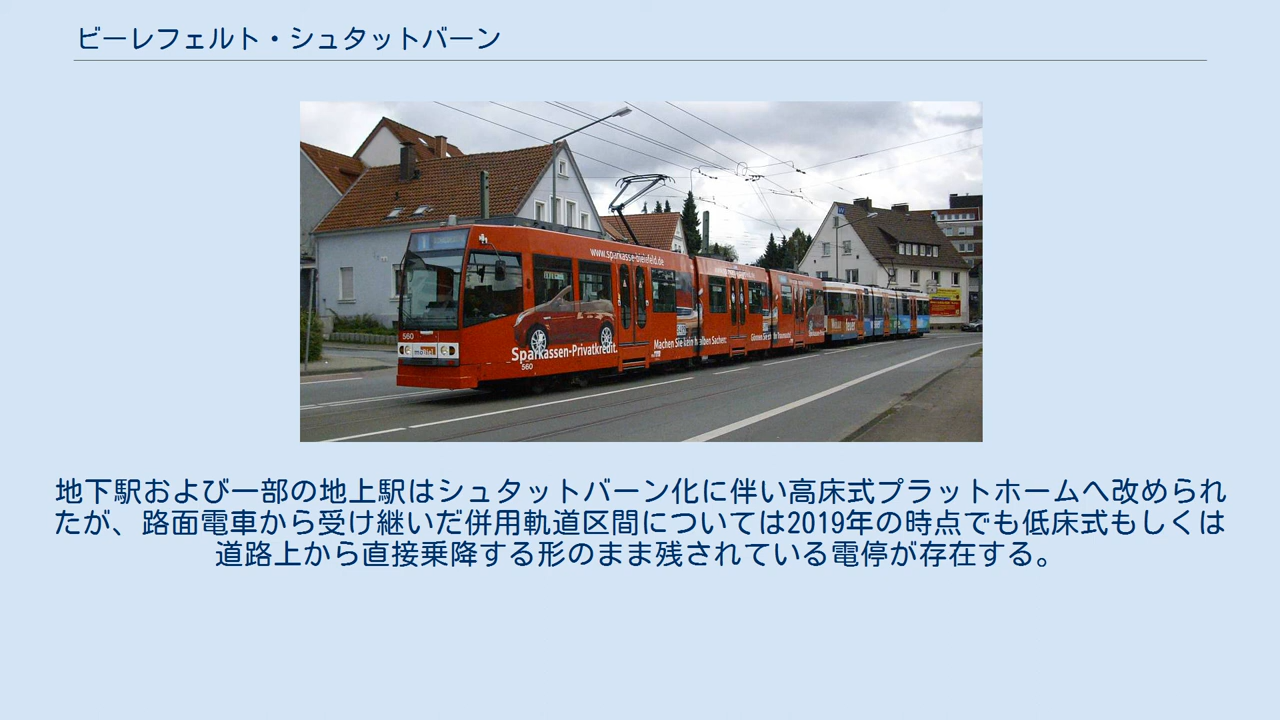 ビーレフェルト・シュタットバーン
www.sparkasse-bielefeld.de
560
mobiel
Sparkassen-Privatkredit.
560
地下駅および一部の地上駅はシュタットバーン化に伴い高床式プラットホームへ改められ
たが、路面電車から受け継いだ併用軌道区間については2019年の時点でも低床式もしくは
道路上から直接乗降する形のまま残されている電停が存在する。